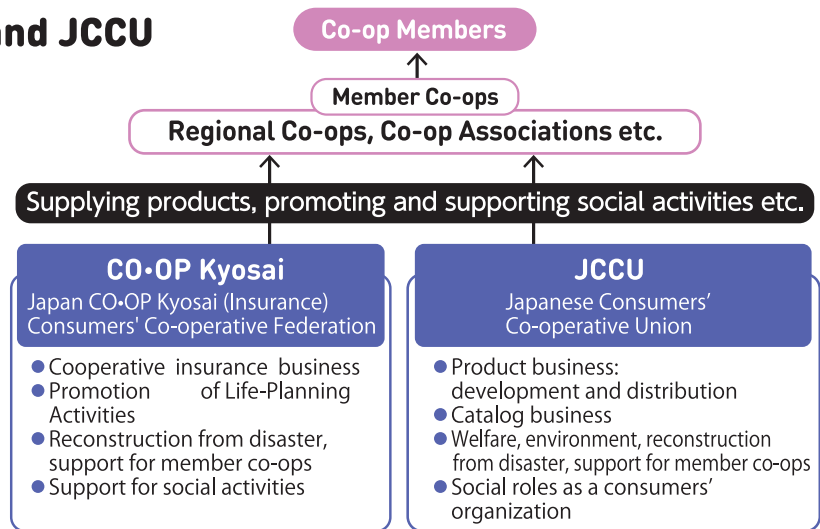 and JCCU
Co-op Members
Member Co-ops
Regional Co-ops, Co-op Associations etc.
Supplying products, promoting and supporting social activities etc.
CO•OP Kyosai
Japan CO•OP Kyosai (Insurance)
Consumers' Co-operative Federation
● Cooperative insurance business
● Promotion of Life-Planning
Activities
● Reconstruction from disaster,
support for member co-ops
● Support for social activities
JCCU
Japanese Consumers’
Co-operative Union
● Product business:
development and distribution
● Catalog business
● Welfare, environment, reconstruction
from disaster, support for member co-ops
● Social roles as a consumers’
organization